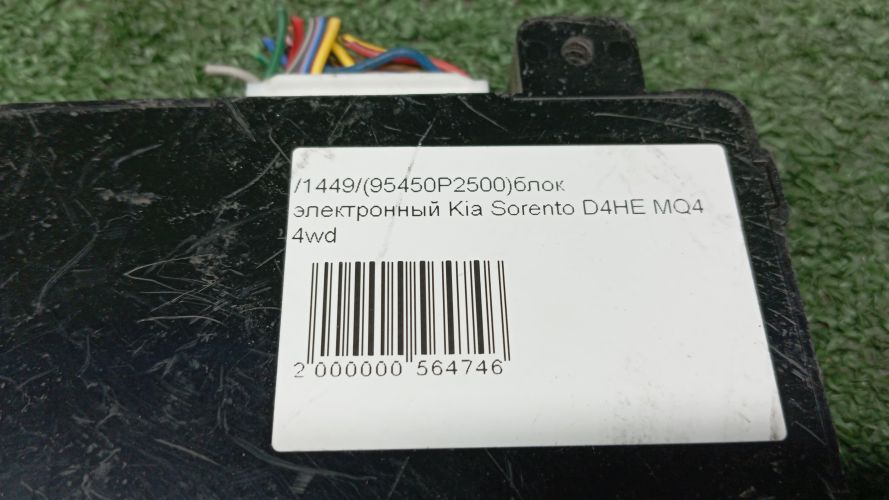 /1449/(95450P2500)блок
электронный Kia Sorento D4HE MQ4
4wd
2 000000 564746